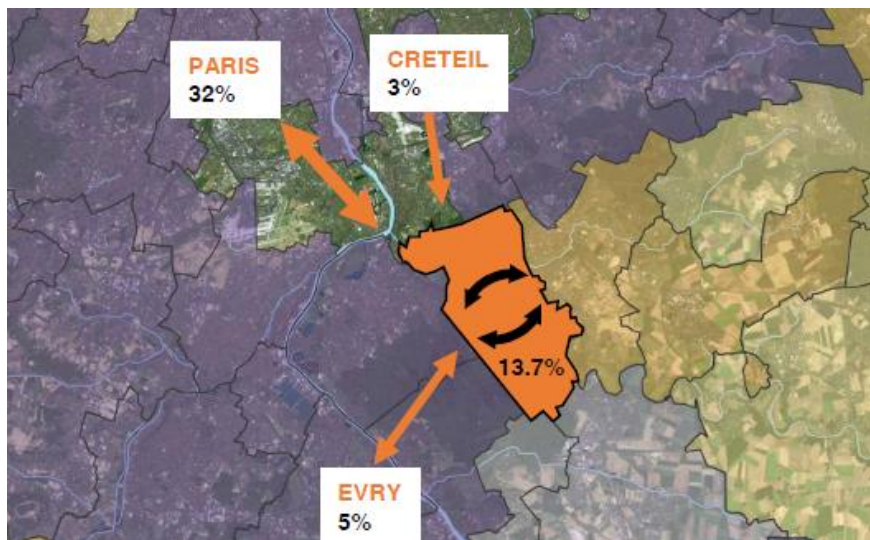 PARIS
32%
CRETEIL
3%
13.7%
EVRY
5%